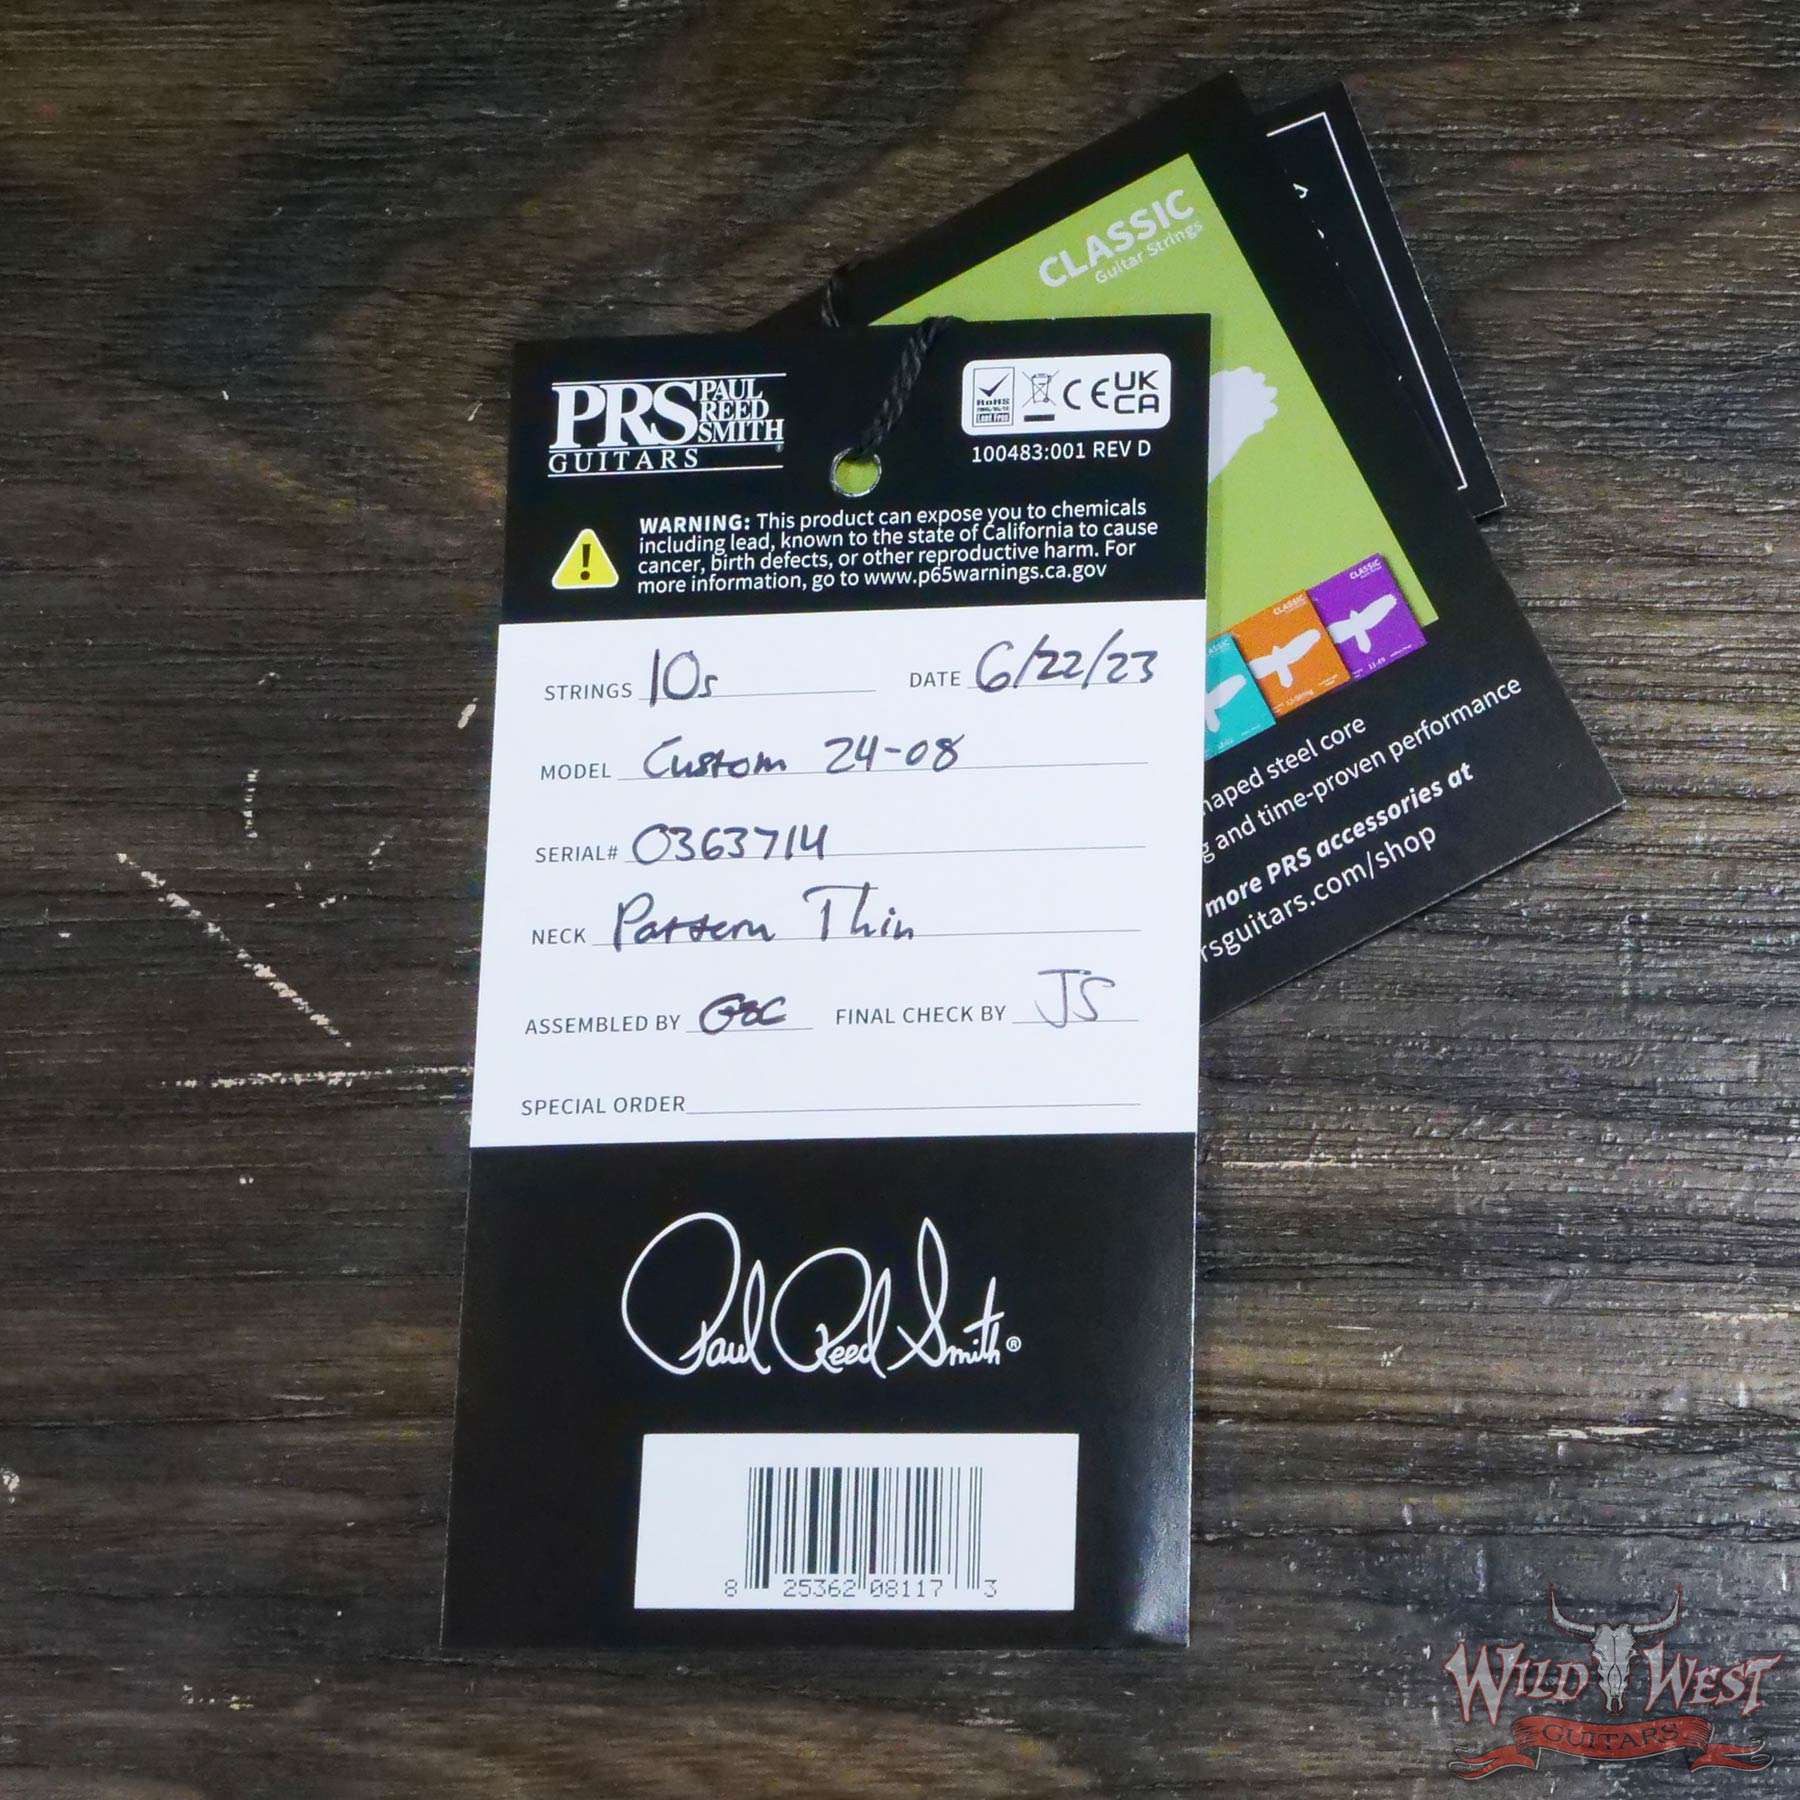 PRS PAUL REED SMITH
GUITARS
RoHS
Lead Free
CE UK CA
100483:001 REV D
WARNING: This product can expose you to chemicals
including lead, known to the state of California to cause
cancer, birth defects, or other reproductive harm. For
more information, go to www.p65warnings.ca.gov
STRINGS 10s DATE 6/22/23
MODEL Custom 24-08
SERIAL# 0363714
NECK Pattern Thin
ASSEMBLED BY FINAL CHECK BY JS
SPECIAL ORDER
Paul Reed Smith®
8 25362 08117 3
CLASSIC
Guitar Strings
CLASSIC
CLASSIC
haped steel core
g and time-proven performance
more PRS accessories at
rsguitars.com/shop
WILD WEST
GUITARS